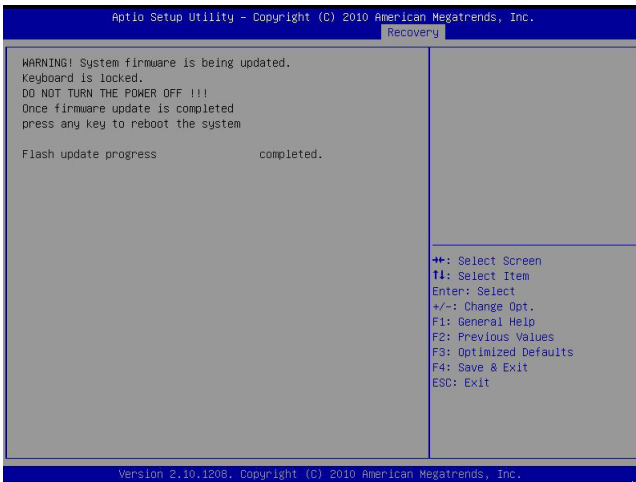 Aptio Setup Utility – Copyright (C) 2010 American Megatrends, Inc.
Recovery
WARNING! System firmware is being updated.
Keyboard is locked.
DO NOT TURN THE POWER OFF !!!
Once firmware update is completed
press any key to reboot the system
Flash update progress completed.
→←: Select Screen
↑↓: Select Item
Enter: Select
+/-: Change Opt.
F1: General Help
F2: Previous Values
F3: Optimized Defaults
F4: Save & Exit
ESC: Exit
Version 2.10.1208. Copyright (C) 2010 American Megatrends, Inc.